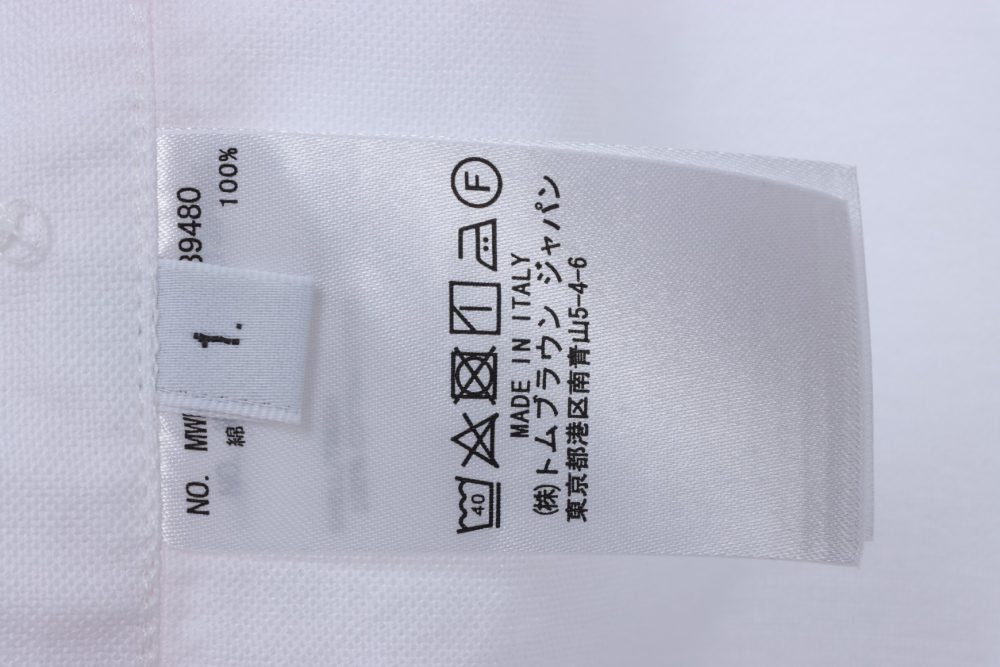 NO. MW 39480
1.
綿 100%
40 F
MADE IN ITALY
(株)トムブラウン ジャパン
東京都港区南青山5-4-6